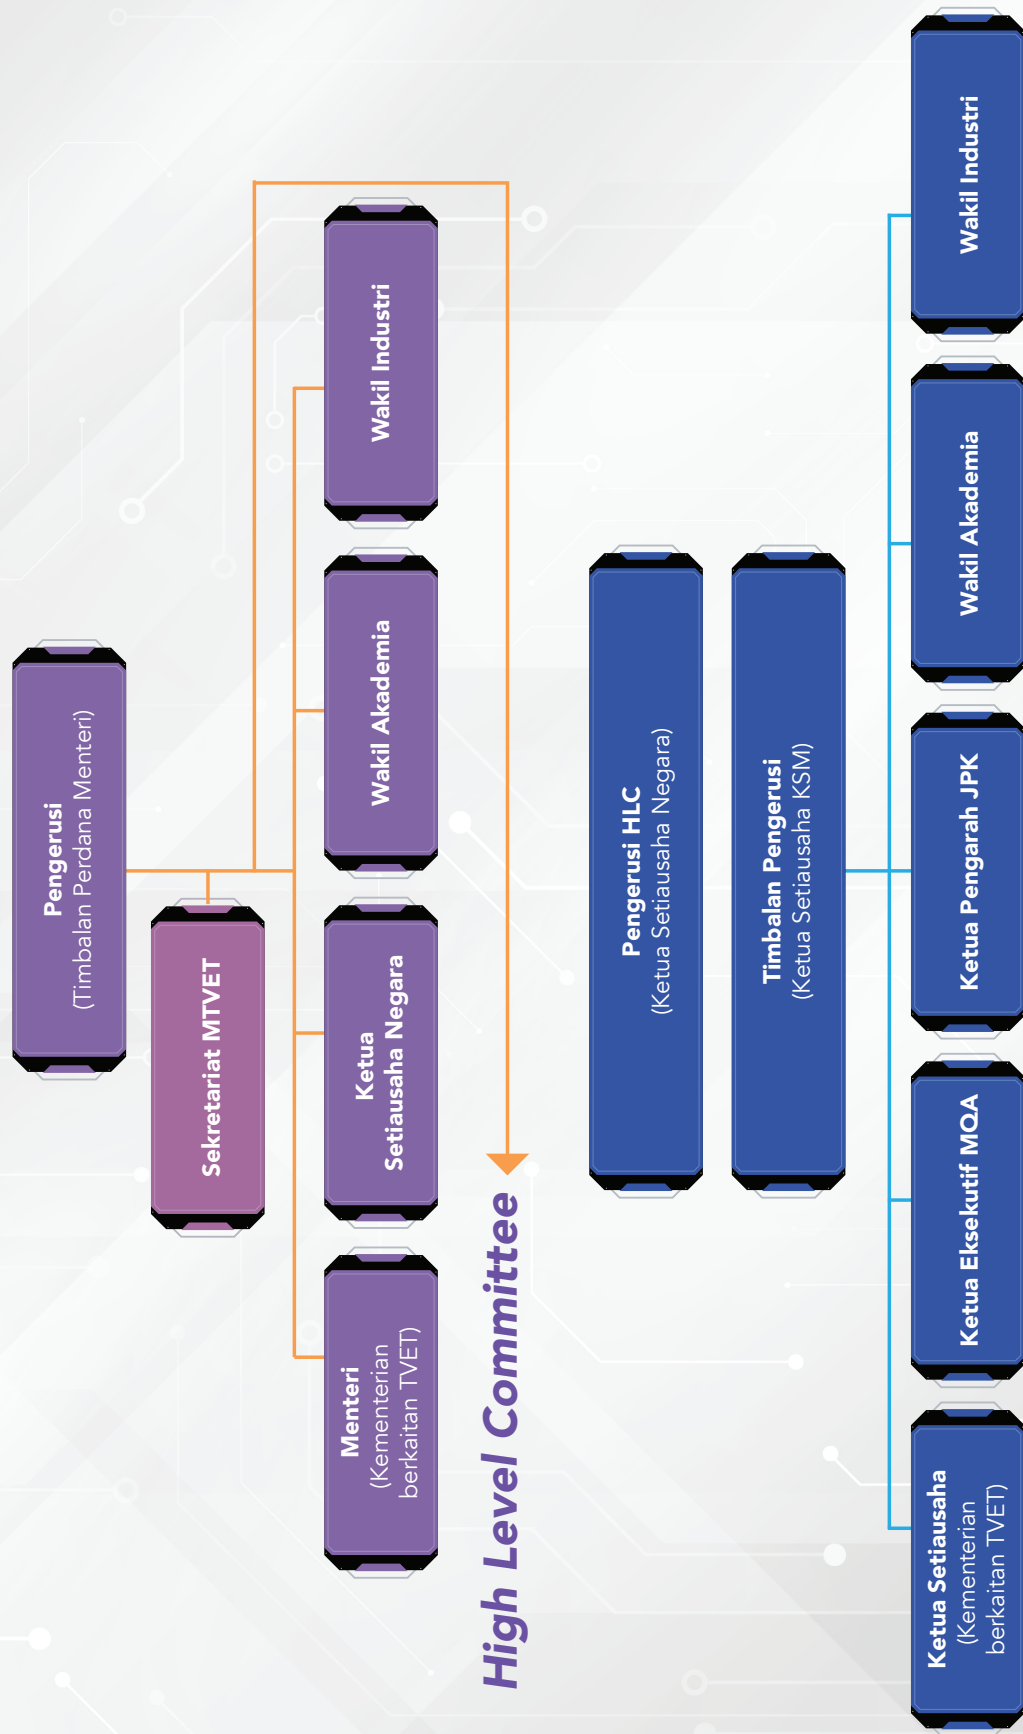 Pengerusi
(Timbalan Perdana Menteri)
Sekretariat MTVET
Menteri
(Kementerian
berkaitan TVET)
Ketua
Setiausaha Negara
Wakil Akademia
Wakil Industri
High Level Committee
Pengerusi HLC
(Ketua Setiausaha Negara)
Timbalan Pengerusi
(Ketua Setiausaha KSM)
Ketua Setiausaha
(Kementerian
berkaitan TVET)
Ketua Eksekutif MQA
Ketua Pengarah JPK
Wakil Akademia
Wakil Industri